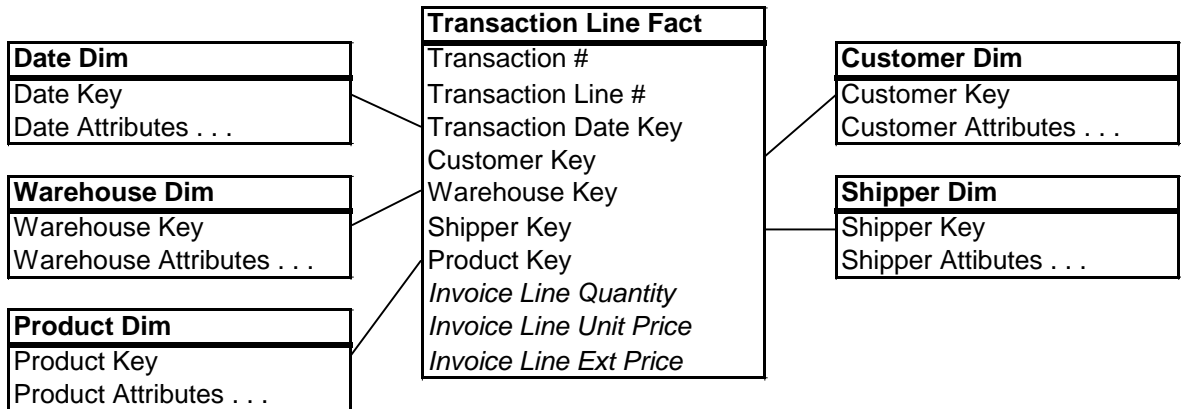 Date Dim
Date Key
Date Attributes . . .
Warehouse Dim
Warehouse Key
Warehouse Attributes . . .
Product Dim
Product Key
Product Attributes . . .
Transaction Line Fact
Transaction #
Transaction Line #
Transaction Date Key
Customer Key
Warehouse Key
Shipper Key
Product Key
Invoice Line Quantity
Invoice Line Unit Price
Invoice Line Ext Price
Customer Dim
Customer Key
Customer Attributes . . .
Shipper Dim
Shipper Key
Shipper Attibutes . . .